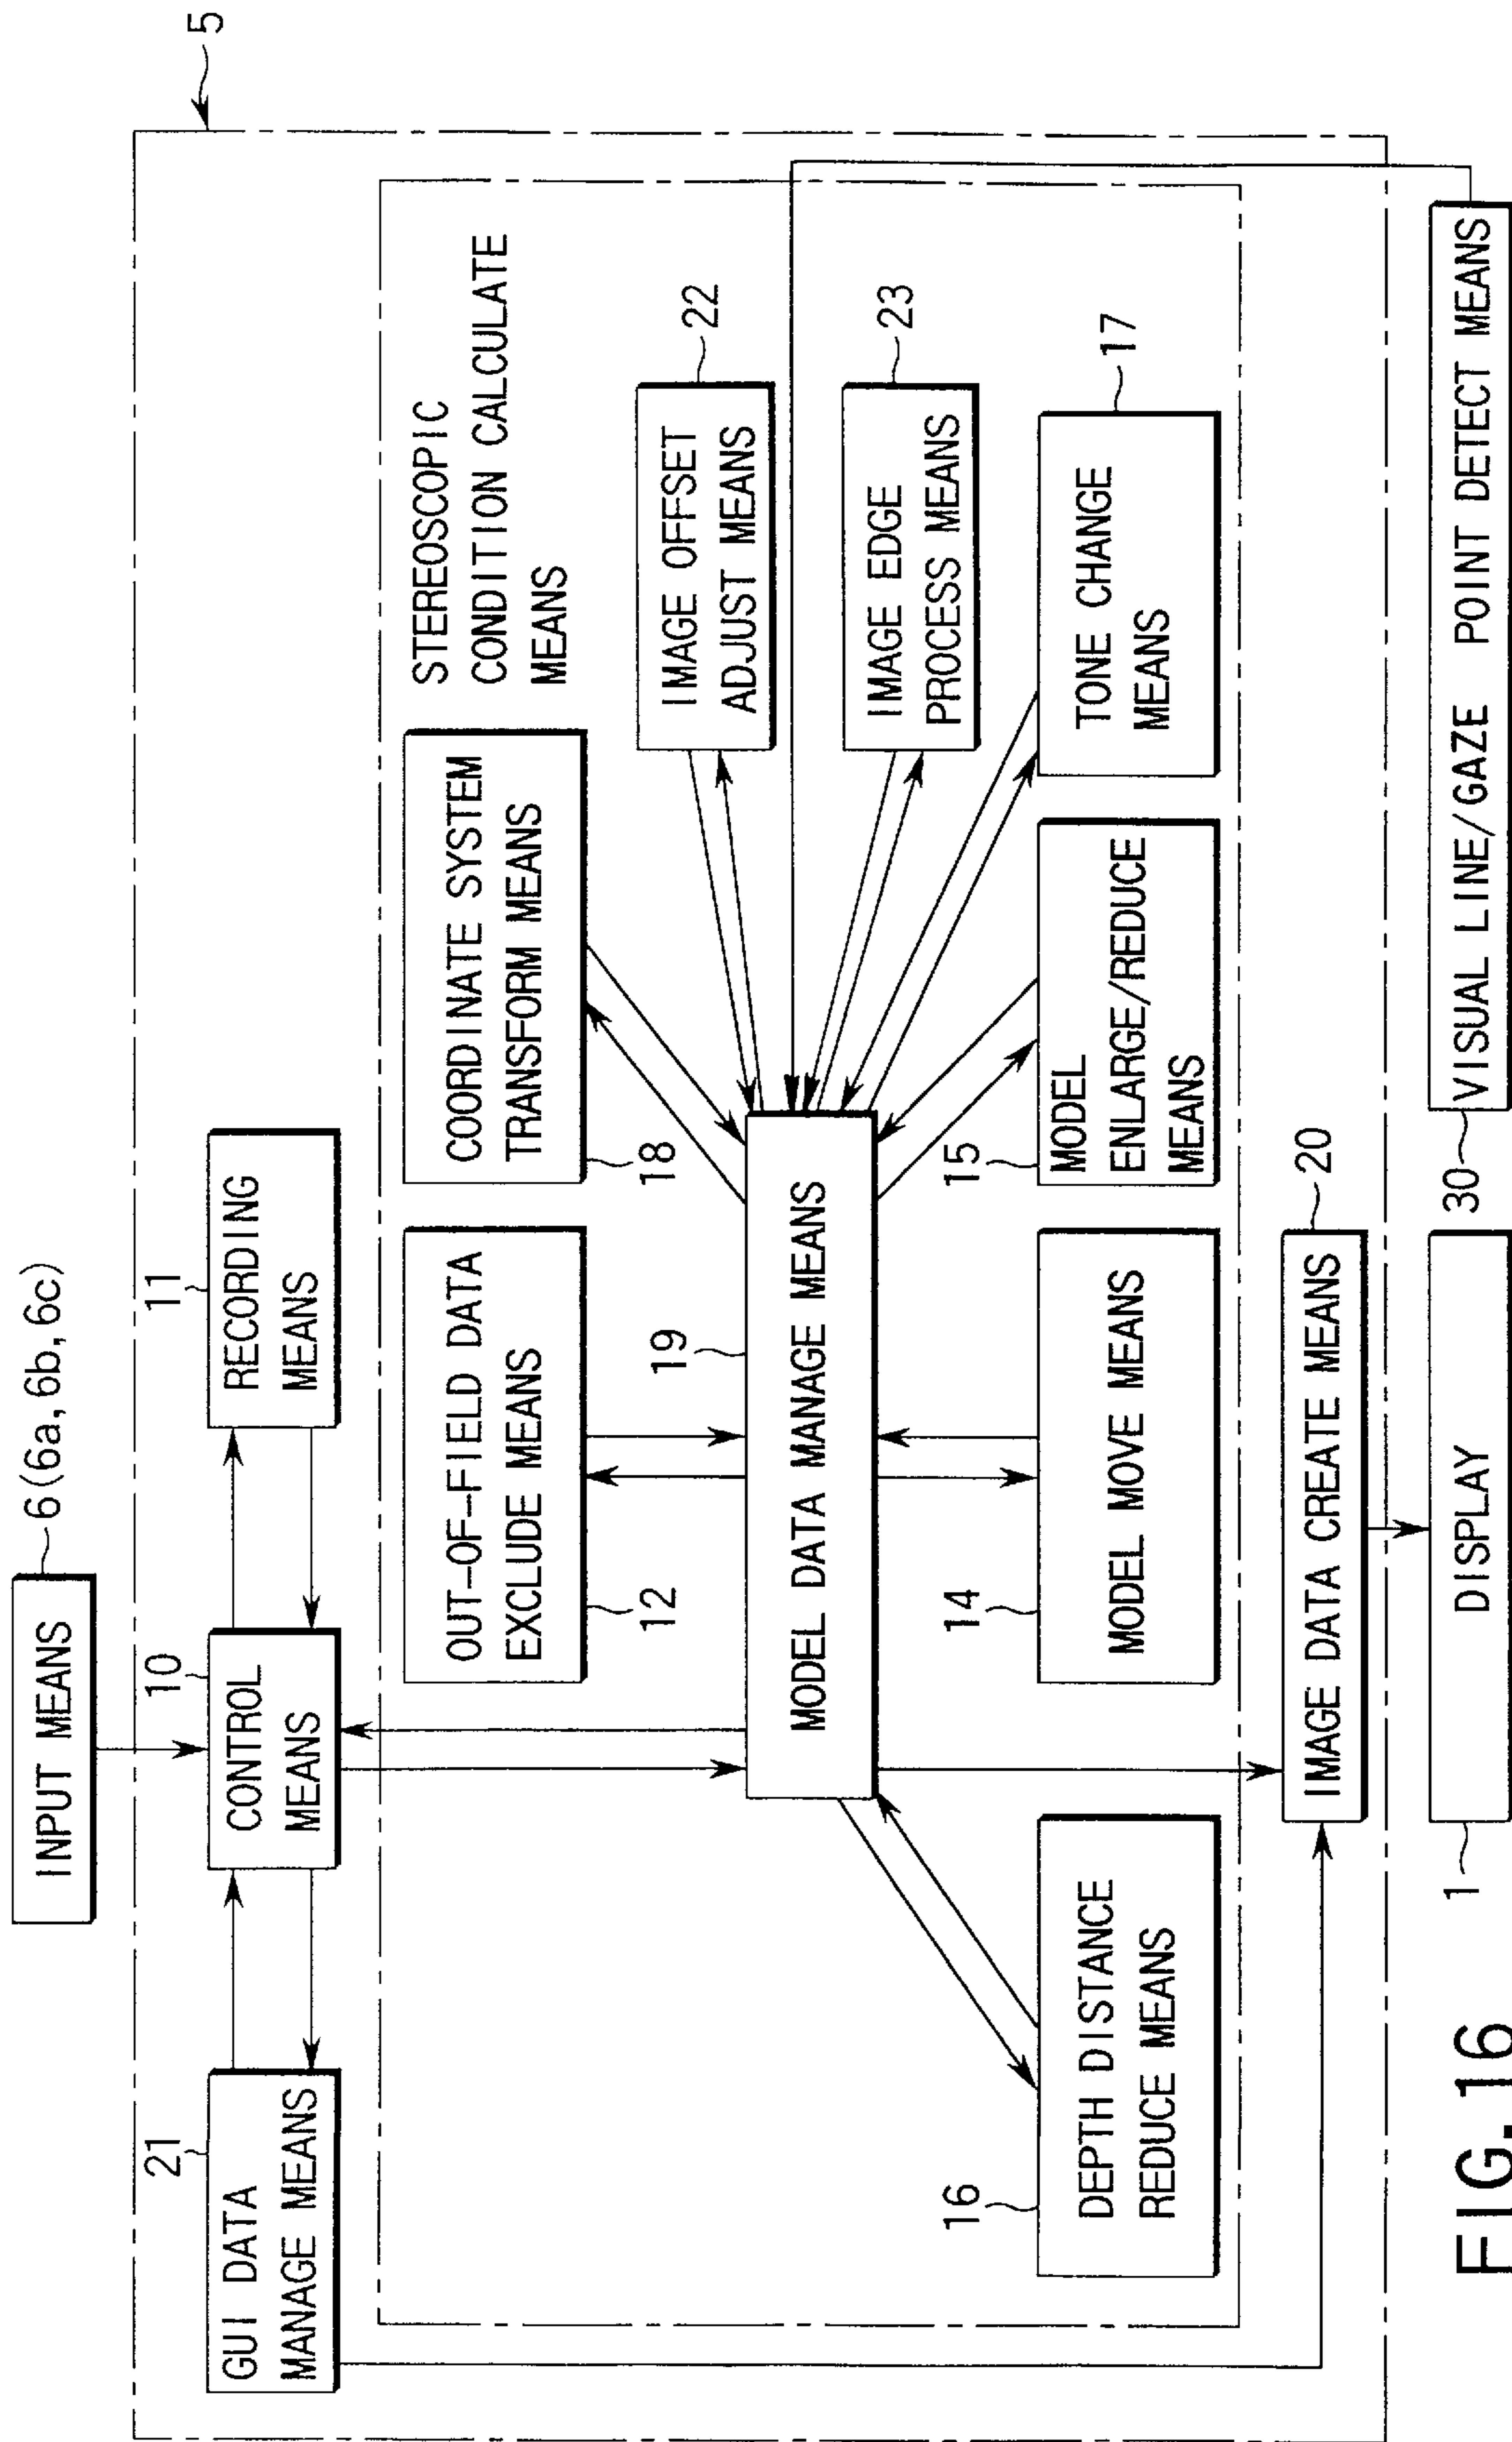 6 (6a, 6b, 6c)
INPUT MEANS
5
21
10
11
GUI DATA
MANAGE MEANS
CONTROL
MEANS
RECORDING
MEANS
OUT-OF-FIELD DATA
EXCLUDE MEANS
12
COORDINATE SYSTEM
TRANSFORM MEANS
18
STEREOSCOPIC
CONDITION CALCULATE
MEANS
IMAGE OFFSET
ADJUST MEANS
22
19
MODEL DATA MANAGE MEANS
IMAGE EDGE
PROCESS MEANS
23
16
DEPTH DISTANCE
REDUCE MEANS
14
MODEL MOVE MEANS
15
MODEL
ENLARGE/REDUCE
MEANS
TONE CHANGE
MEANS
17
IMAGE DATA CREATE MEANS
20
1
DISPLAY
30
VISUAL LINE/GAZE POINT DETECT MEANS
FIG. 16